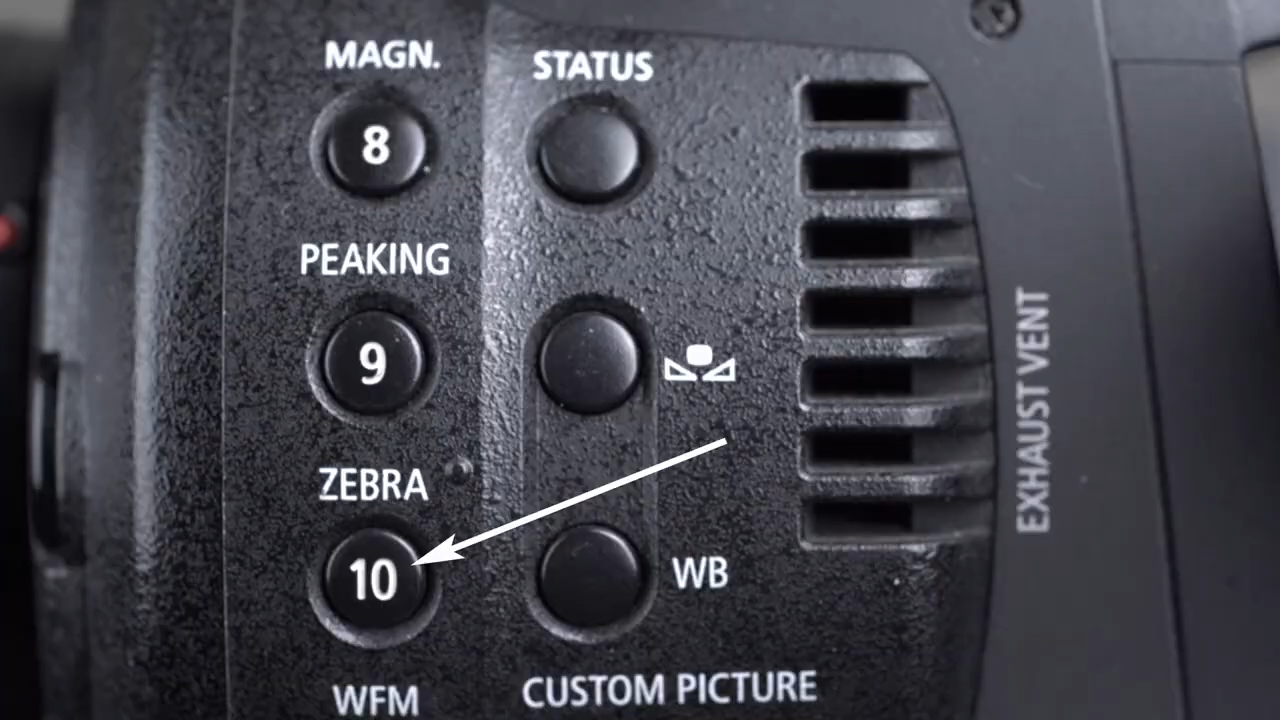 MAGN.
STATUS
8
PEAKING
9
ZEBRA
10
WB
WFM
CUSTOM PICTURE
EXHAUST VENT